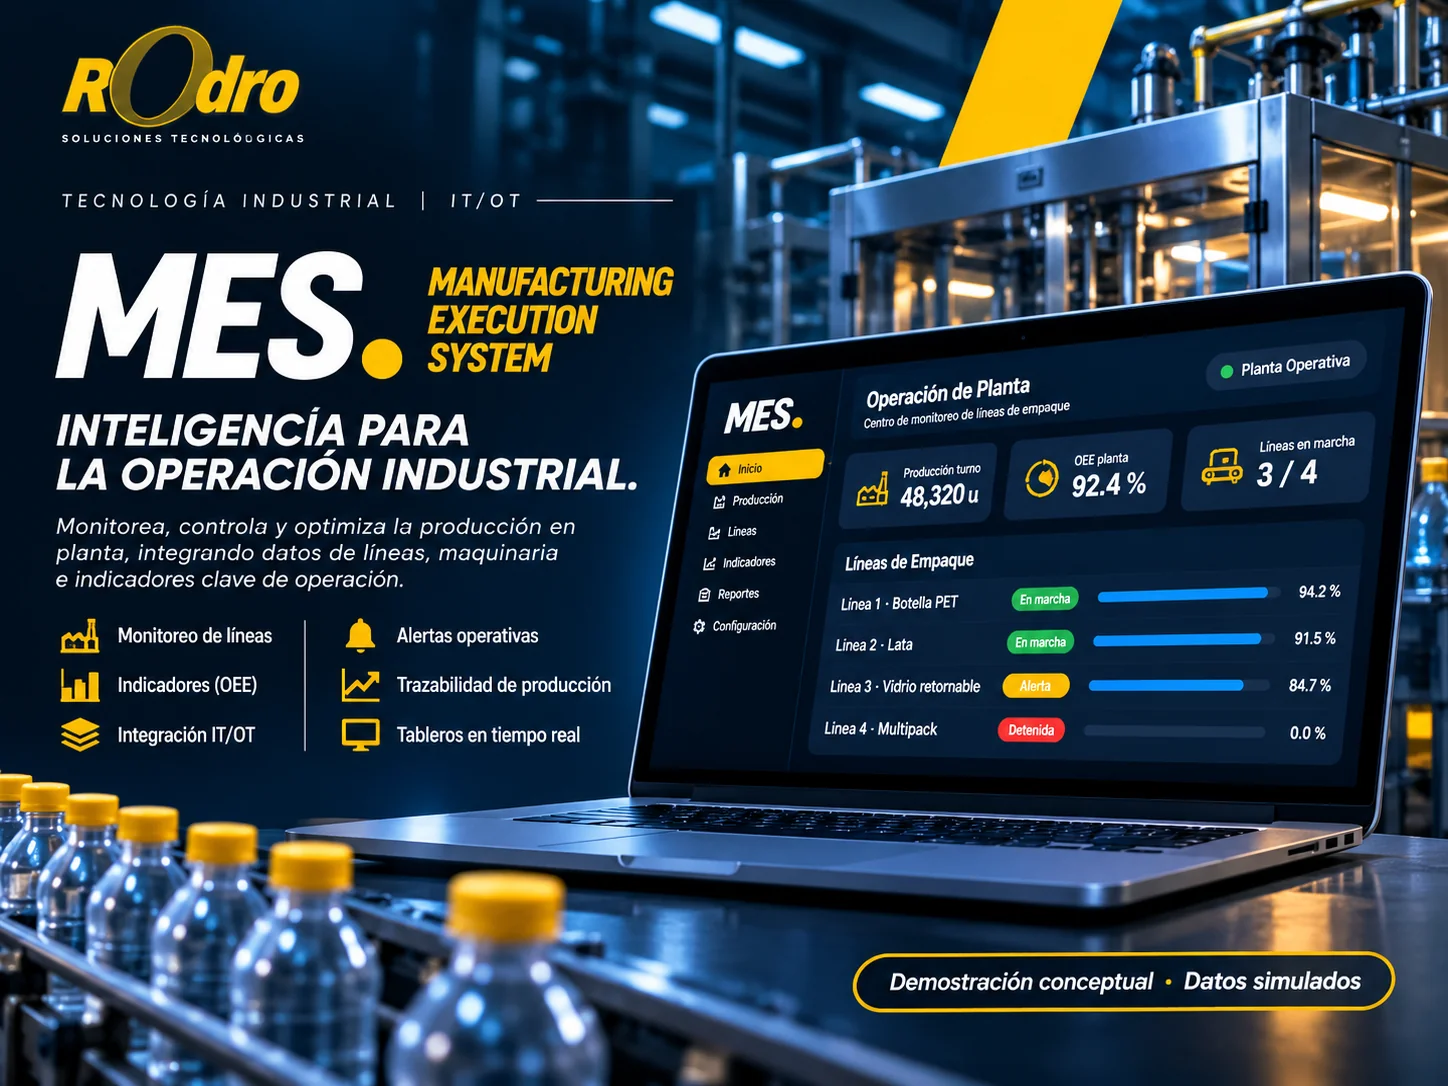 ROdro
SOLUCIONES TECNOLÓGICAS
TECNOLOGÍA INDUSTRIAL | IT/OT
MES.
MANUFACTURING
EXECUTION
SYSTEM
INTELIGENCÍA PARA
LA OPERACIÓN INDUSTRIAL.
Monitorea, controla y optimiza la producción en
planta, integrando datos de líneas, maquinaria
e indicadores clave de operación.
Monitoreo de líneas
Indicadores (OEE)
Integración IT/OT
Alertas operativas
Trazabilidad de producción
Tableros en tiempo real
MES.
Inicio
Producción
Líneas
Indicadores
Reportes
Configuración
Operación de Planta
Centro de monitoreo de líneas de empaque
Planta Operativa
Producción turno
48,320 u
OEE planta
92.4 %
Líneas en marcha
3 / 4
Líneas de Empaque
Línea 1 · Botella PET En marcha 94.2 %
Línea 2 · Lata En marcha 91.5 %
Línea 3 · Vidrio retornable Alerta 84.7 %
Línea 4 · Multipack Detenida 0.0 %
Demostración conceptual · Datos simulados